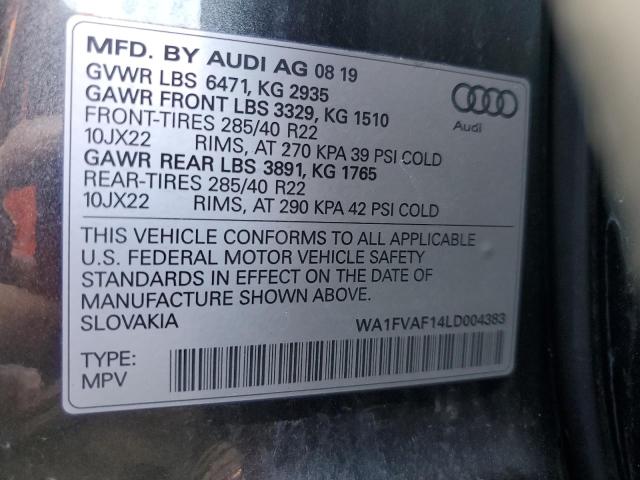 MFD. BY AUDI AG 08 19
GVWR LBS 6471, KG 2935
GAWR FRONT LBS 3329, KG 1510
FRONT-TIRES 285/40 R22
10JX22 RIMS, AT 270 KPA 39 PSI COLD
GAWR REAR LBS 3891, KG 1765
REAR-TIRES 285/40 R22
10JX22 RIMS, AT 290 KPA 42 PSI COLD
Audi
THIS VEHICLE CONFORMS TO ALL APPLICABLE
U.S. FEDERAL MOTOR VEHICLE SAFETY
STANDARDS IN EFFECT ON THE DATE OF
MANUFACTURE SHOWN ABOVE.
SLOVAKIA WA1FVAF14LD004383
TYPE:
MPV